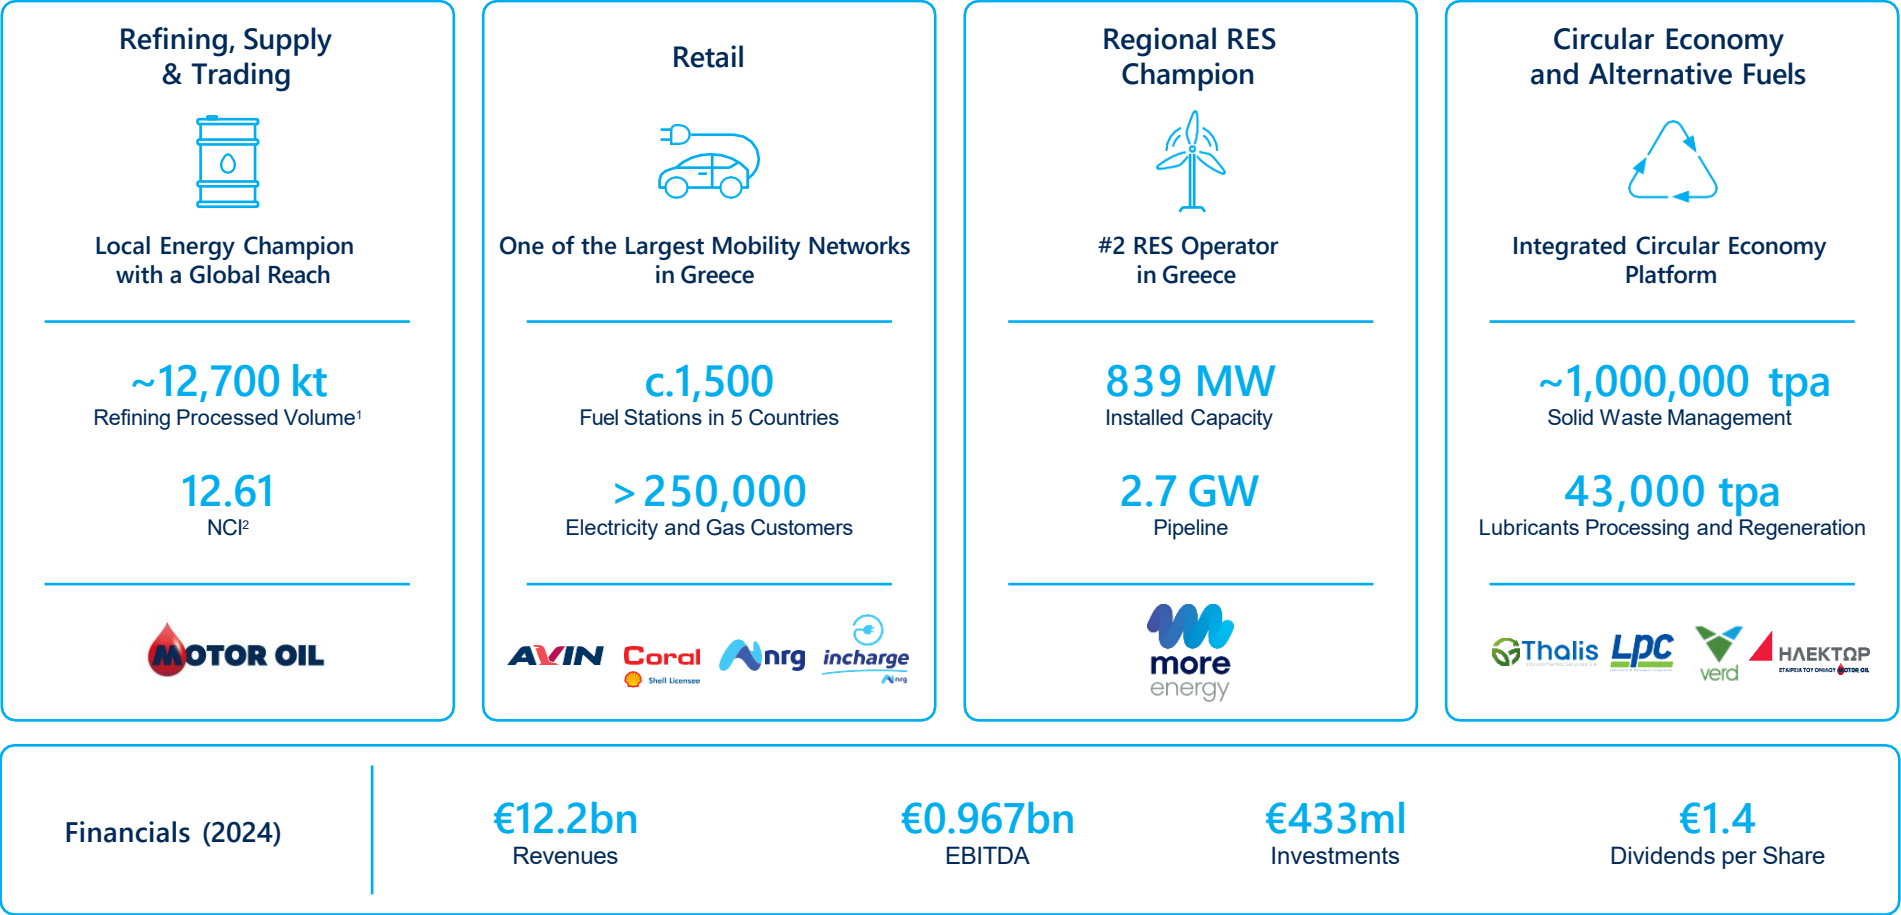 Refining, Supply
& Trading
Local Energy Champion
with a Global Reach
~12,700 kt
Refining Processed Volume¹
12.61
NCI²
MOTOR OIL
Retail
One of the Largest Mobility Networks
in Greece
c.1,500
Fuel Stations in 5 Countries
>250,000
Electricity and Gas Customers
AVIN
Coral
Shell Licensee
nrg
incharge
nrg
Regional RES
Champion
#2 RES Operator
in Greece
839 MW
Installed Capacity
2.7 GW
Pipeline
more
energy
Circular Economy
and Alternative Fuels
Integrated Circular Economy
Platform
~1,000,000 tpa
Solid Waste Management
43,000 tpa
Lubricants Processing and Regeneration
Thalis
LPC
verd
ΗΛΕΚΤΩΡ
ΕΤΑΙΡΕΙΑ ΤΟΥ ΟΜΙΛΟΥ MOTOR OIL
Financials (2024)
€12.2bn
Revenues
€0.967bn
EBITDA
€433ml
Investments
€1.4
Dividends per Share